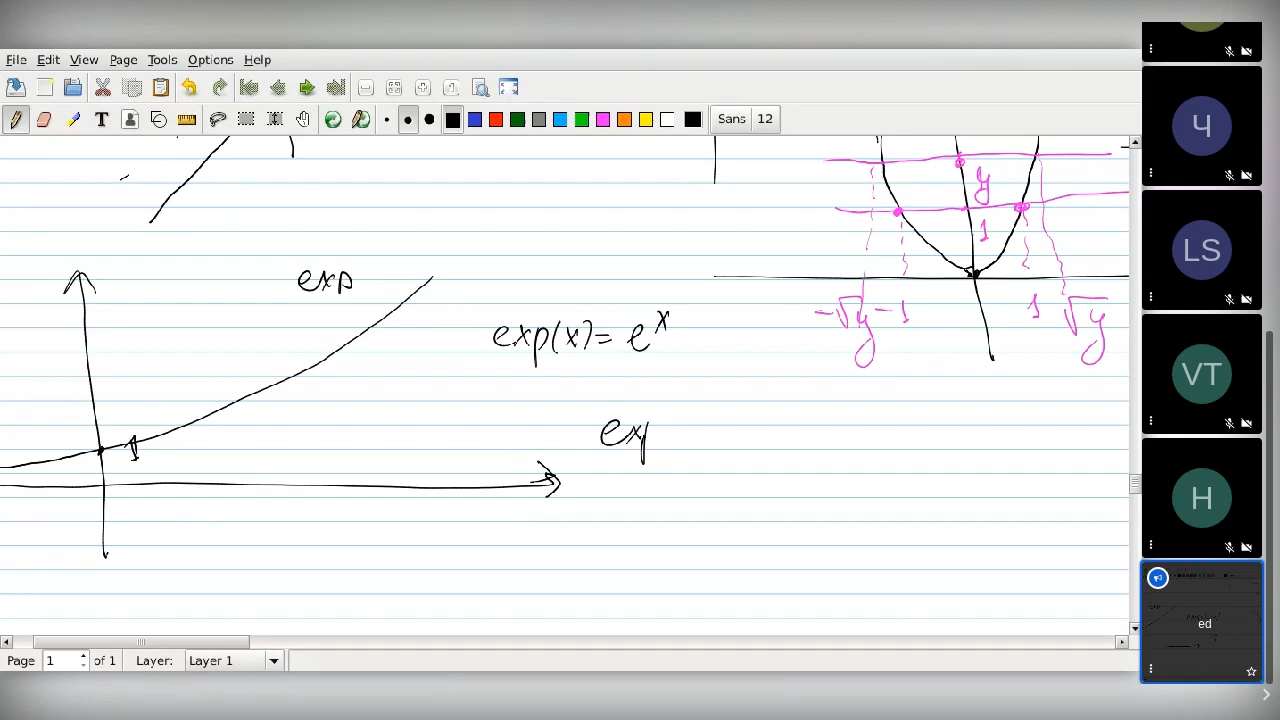 File Edit View Page Tools Options Help
Sans 12
exp
exp(x)= e^x
exp
1
y
1
-√y -1 1 √y
Page 1 of 1 Layer: Layer 1
Ч
LS
VT
H
ed